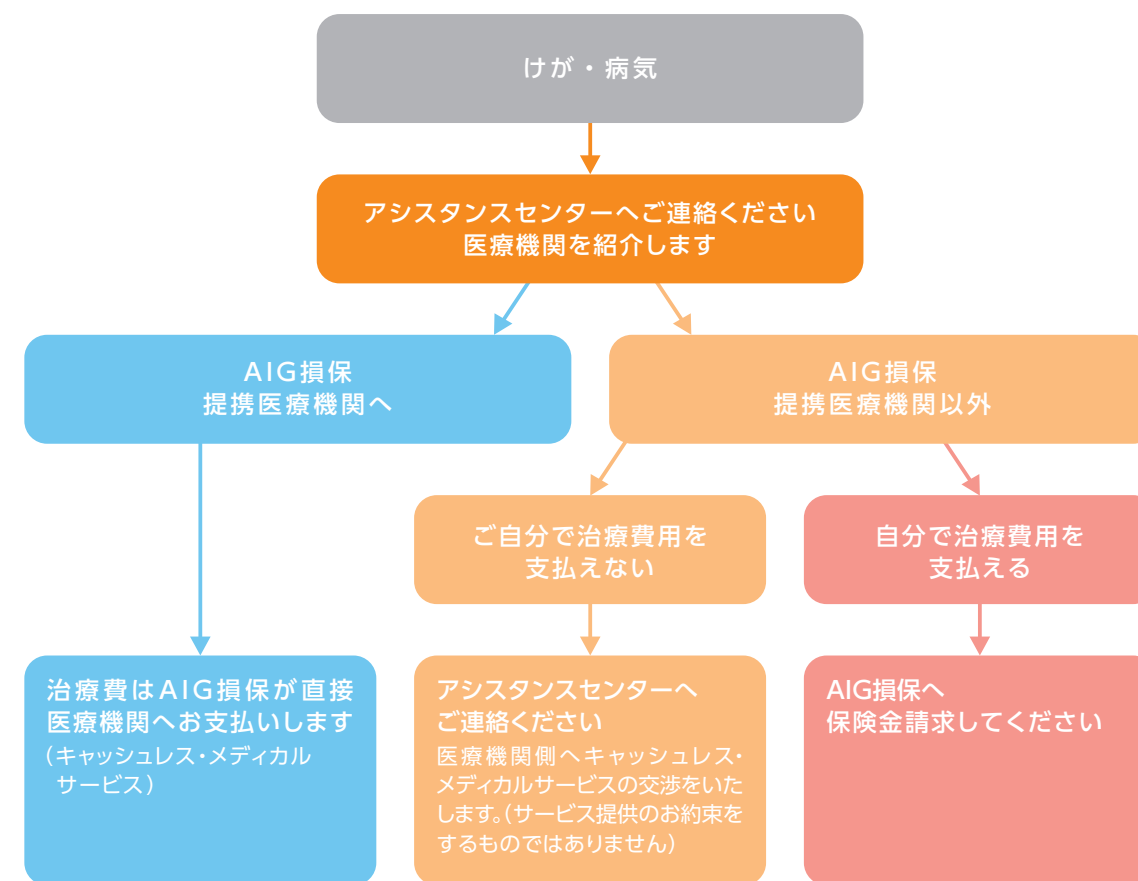 けが・病気
アシスタンスセンターへご連絡ください
医療機関を紹介します
AIG損保
提携医療機関へ
AIG損保
提携医療機関以外
ご自分で治療費用を
支払えない
自分で治療費用を
支払える
治療費はAIG損保が直接
医療機関へお支払いします
（キャッシュレス・メディカル
サービス）
アシスタンスセンターへ
ご連絡ください
医療機関側へキャッシュレス・
メディカルサービスの交渉をいた
します。（サービス提供のお約束を
するものではありません）
AIG損保へ
保険金請求してください